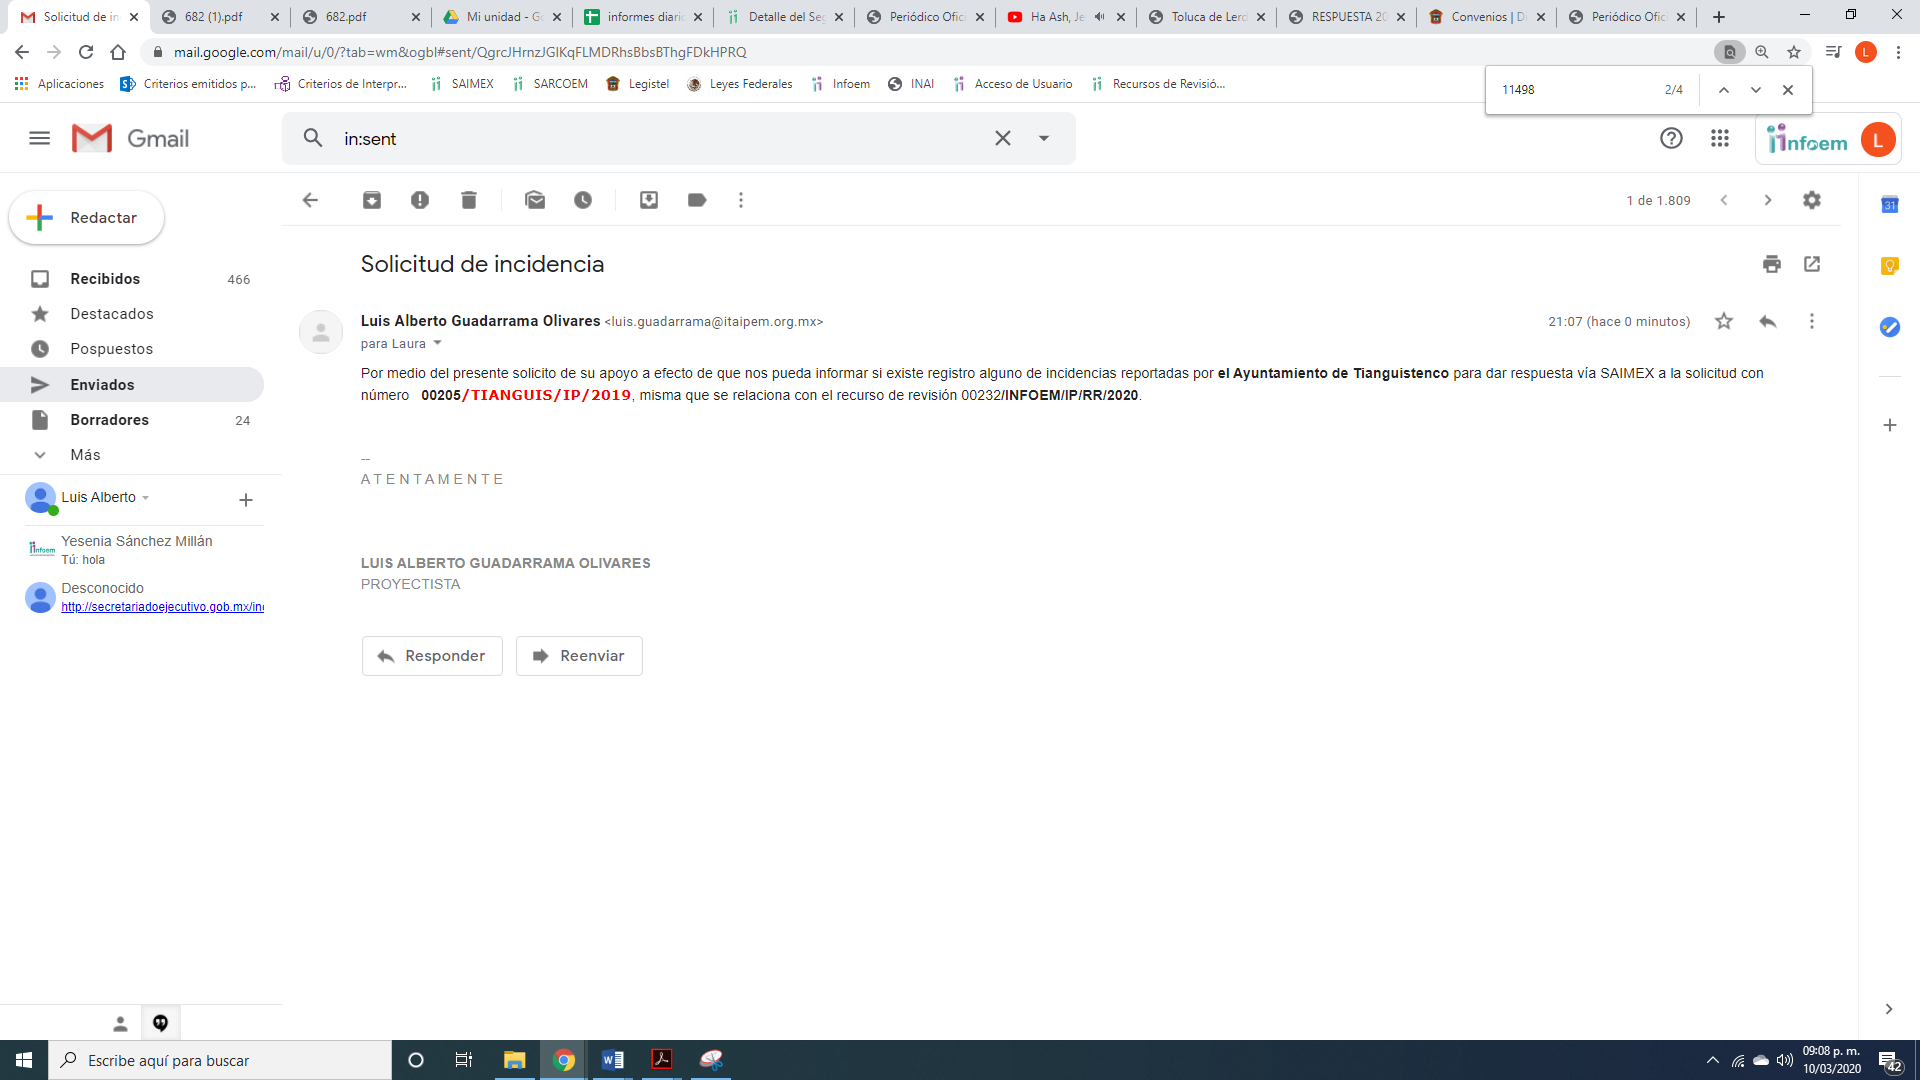 Solicitud de in
682 (1).pdf
682.pdf
Mi unidad - Go
informes diari
Detalle del Seg
Periódico Ofic
Ha Ash, Je
Toluca de Lerd
RESPUESTA 20
Convenios | D
Periódico Ofic
mail.google.com/mail/u/0/?tab=wm&ogbl#sent/QgrcJHrnzJGlKqFLMDRhsBbsBThgFDkHPRQ
L
Aplicaciones
Criterios emitidos p...
Criterios de Interpr...
SAIMEX
SARCOEM
Legistel
Leyes Federales
Infoem
INAI
Acceso de Usuario
Recursos de Revisió...
11498 2/4
Gmail
in:sent
infoem
L
Redactar
1 de 1.809
31
Solicitud de incidencia
Recibidos 466
Destacados
Pospuestos
Enviados
Borradores 24
Más
Luis Alberto Guadarrama Olivares <luis.guadarrama@itaipem.org.mx>
21:07 (hace 0 minutos)
para Laura
Por medio del presente solicito de su apoyo a efecto de que nos pueda informar si existe registro alguno de incidencias reportadas por el Ayuntamiento de Tianguistenco para dar respuesta vía SAIMEX a la solicitud con
número 00205/TIANGUIS/IP/2019, misma que se relaciona con el recurso de revisión 00232/INFOEM/IP/RR/2020.
--
A T E N T A M E N T E
LUIS ALBERTO GUADARRAMA OLIVARES
PROYECTISTA
Responder
Reenviar
Luis Alberto
infoem
Yesenia Sánchez Millán
Tú: hola
Desconocido
http://secretariadoejecutivo.gob.mx/in
Escribe aquí para buscar
09:08 p. m.
10/03/2020
42